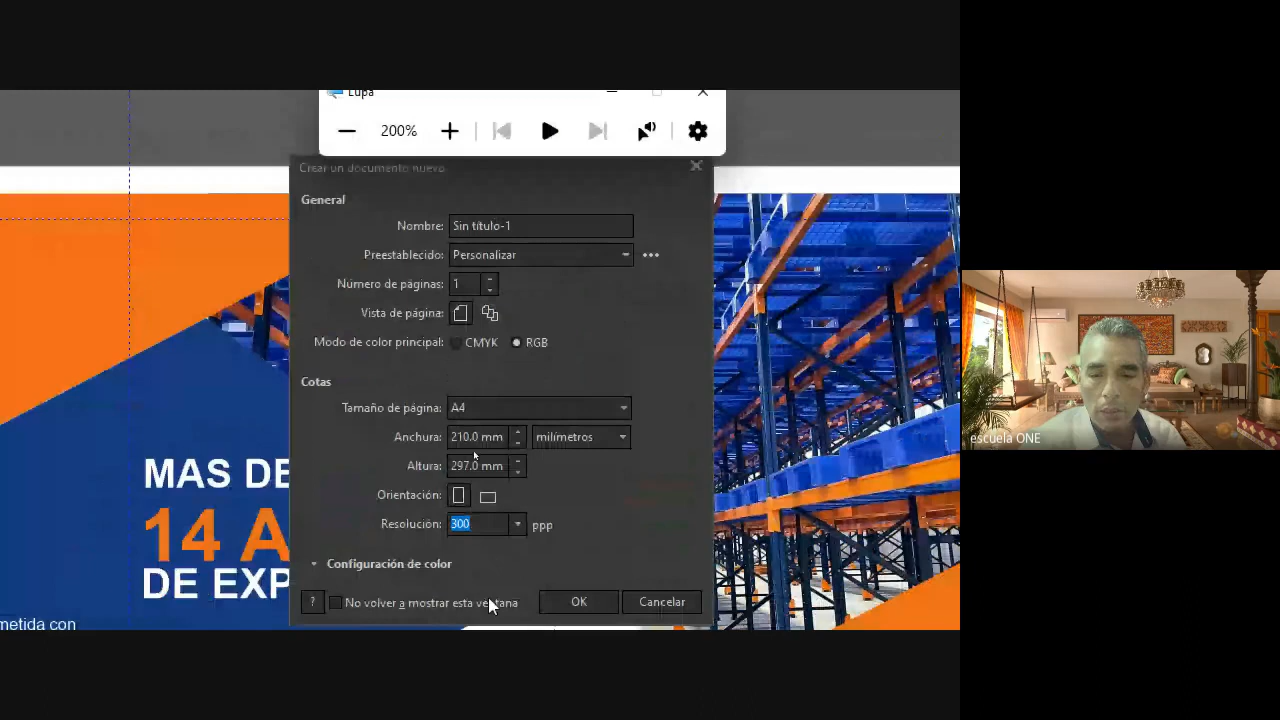 Lupa
200%
Crear un documento nuevo
General
Nombre: Sin título-1
Preestablecido: Personalizar
Número de páginas: 1
Vista de página:
Modo de color principal: CMYK RGB
Cotas
Tamaño de página: A4
Anchura: 210.0 mm milímetros
Altura: 297.0 mm
Orientación:
Resolución: 300 ppp
Configuración de color
? No volver a mostrar esta ventana OK Cancelar
MAS DE
14 A
DE EXP
metida con
escuela ONE